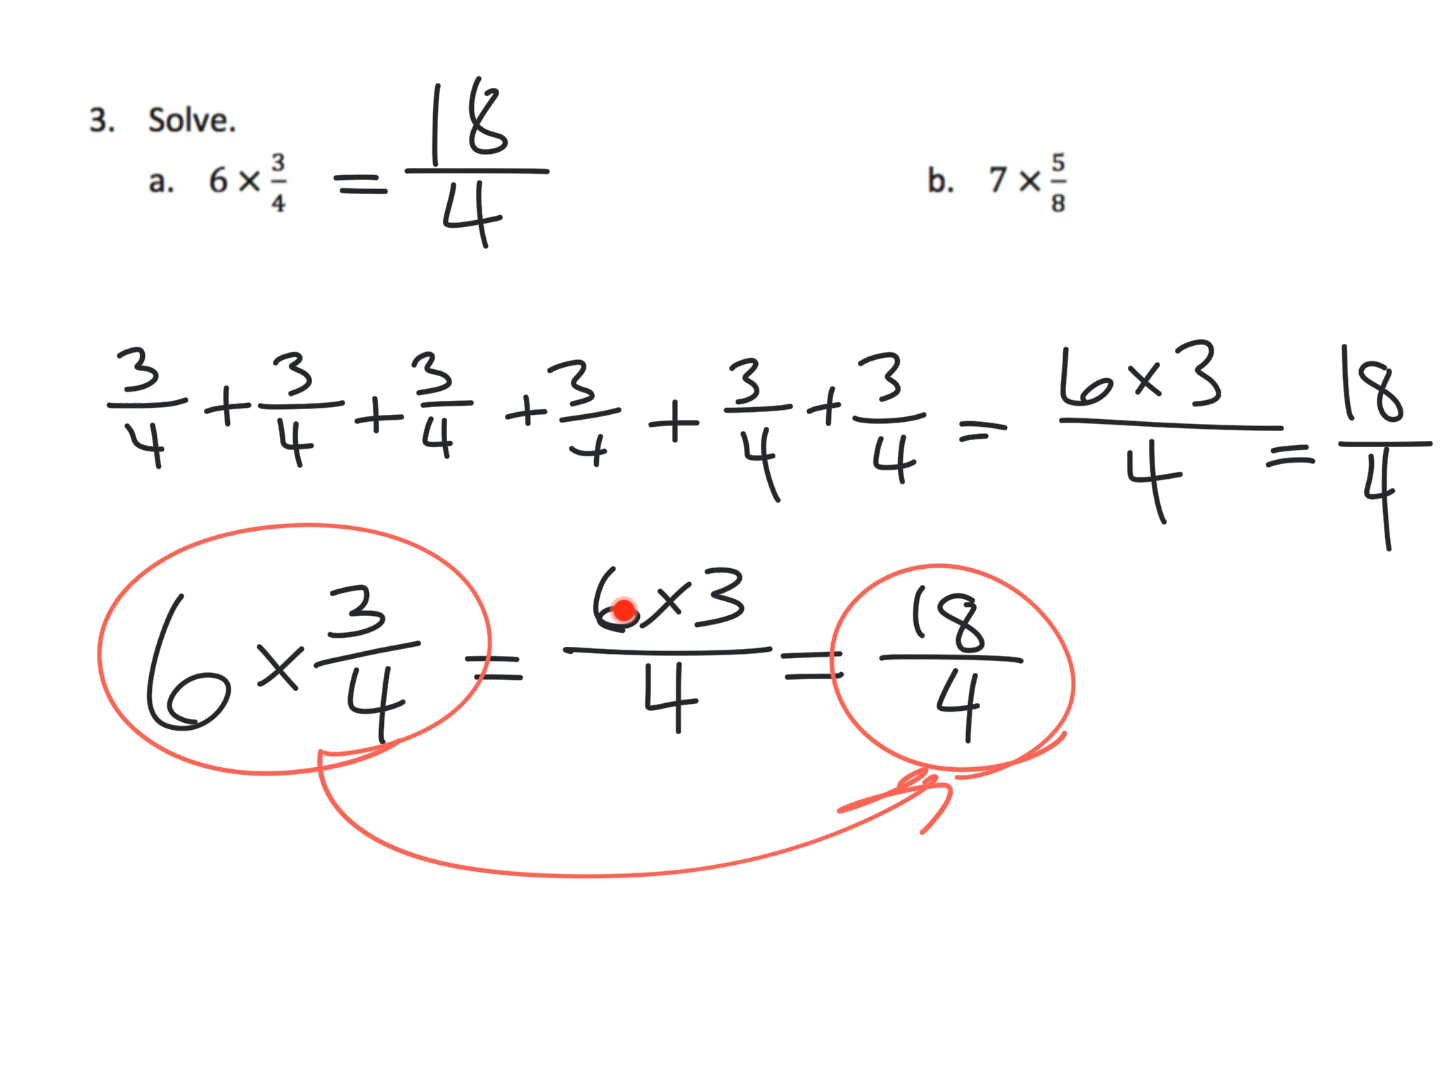 3. Solve.
a. 6 × 3/4 = 18/4
b. 7 × 5/8
3/4 + 3/4 + 3/4 + 3/4 + 3/4 + 3/4 = 6×3/4 = 18/4
6 × 3/4 = 6×3/4 = 18/4